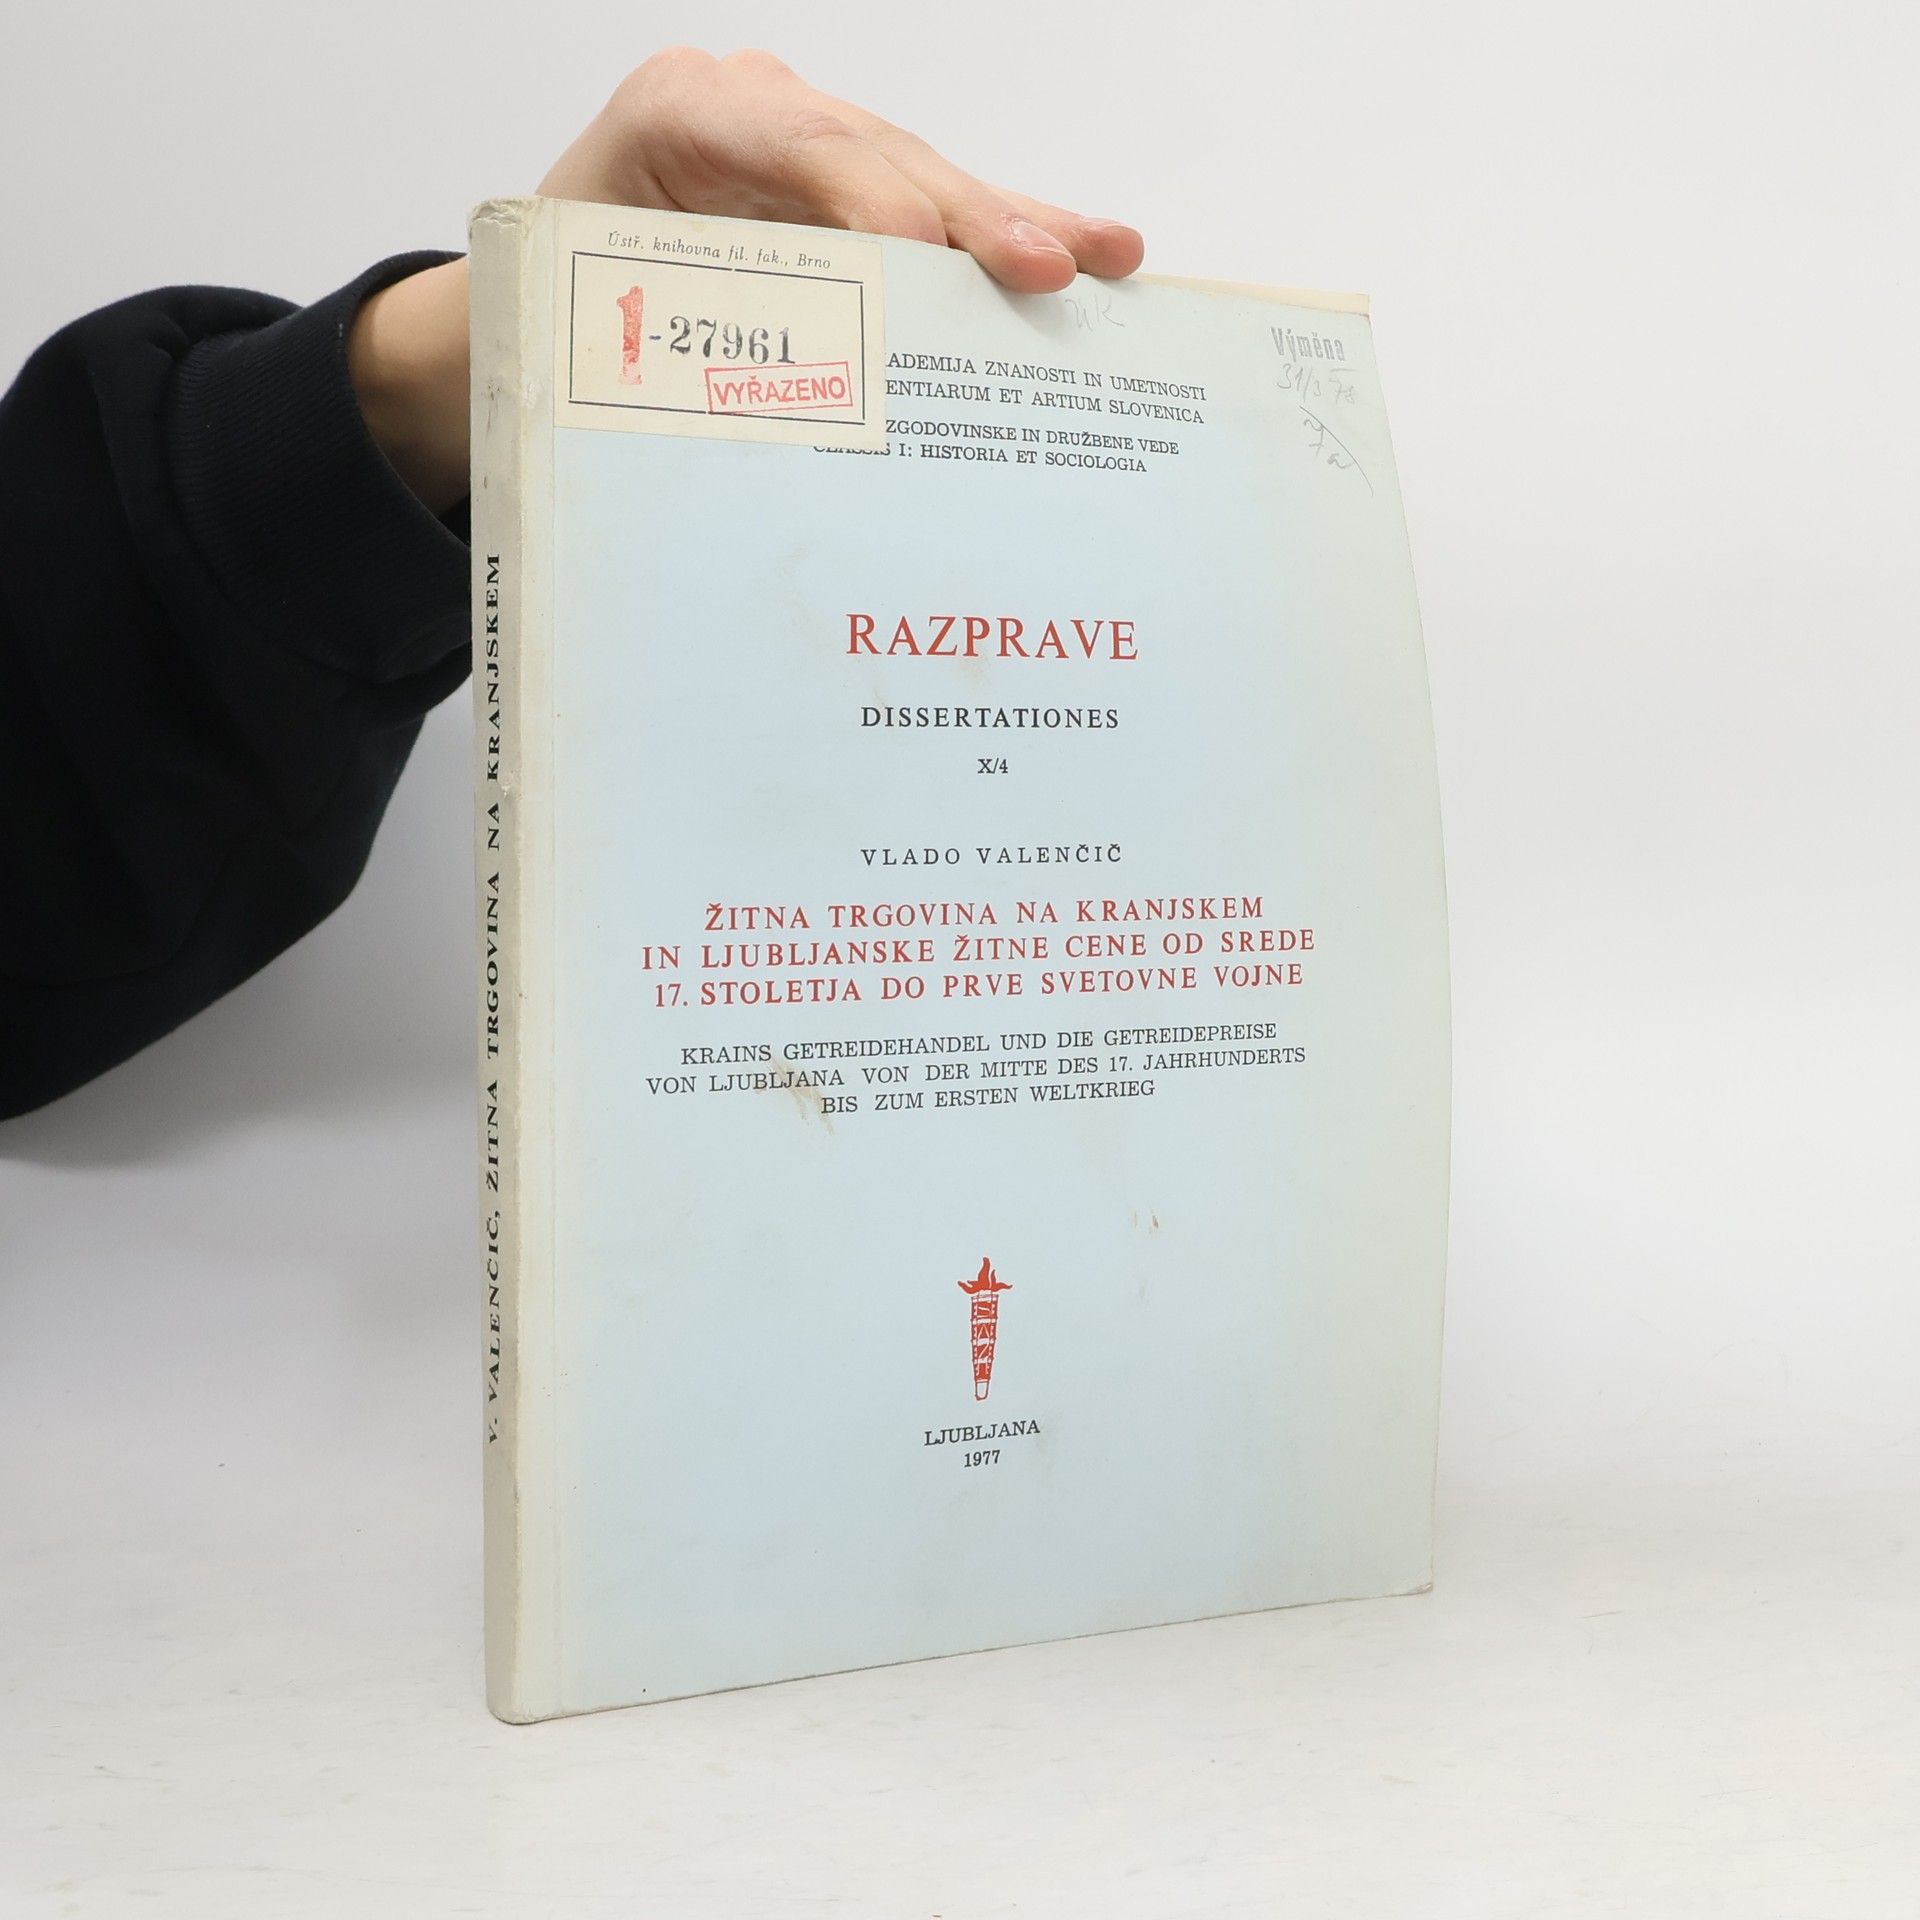 Ústř. knihovna fil. fak., Brno
1-27961
VYŘAZENO
Výměna
31/3 78
ADEMIJA ZNANOSTI IN UMETNOSTI
ENTIARUM ET ARTIUM SLOVENICA
ZGODOVINSKE IN DRUŽBENE VEDE
CLASSIS I: HISTORIA ET SOCIOLOGIA
RAZPRAVE
DISSERTATIONES
X/4
VLADO VALENČIČ
ŽITNA TRGOVINA NA KRANJSKEM
IN LJUBLJANSKE ŽITNE CENE OD SREDE
17. STOLETJA DO PRVE SVETOVNE VOJNE
KRAINS GETREIDEHANDEL UND DIE GETREIDEPREISE
VON LJUBLJANA VON DER MITTE DES 17. JAHRHUNDERTS
BIS ZUM ERSTEN WELTKRIEG
LJUBLJANA
1977
V. VALENČIČ, ŽITNA TRGOVINA NA KRANJSKEM